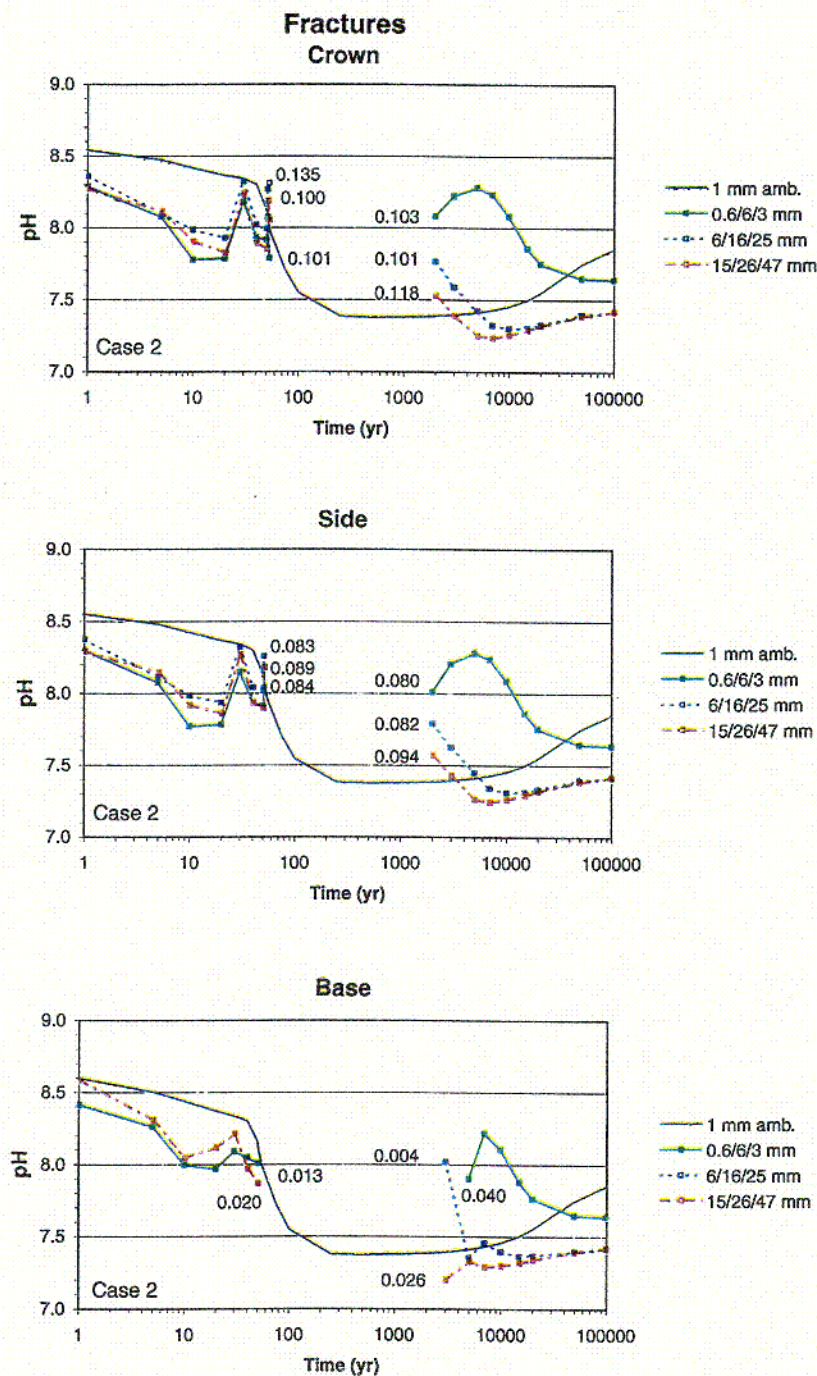 Fractures
Crown
9.0
8.5
8.0
7.5
7.0
pH
0.135
0.100
0.101
0.103
0.101
0.118
Case 2
1
10
100
1000
10000
100000
Time (yr)
1 mm amb.
0.6/6/3 mm
6/16/25 mm
15/26/47 mm
Side
9.0
8.5
8.0
7.5
7.0
pH
0.083
0.089
0.084
0.080
0.082
0.094
Case 2
1
10
100
1000
10000
100000
Time (yr)
1 mm amb.
0.6/6/3 mm
6/16/25 mm
15/26/47 mm
Base
9.0
8.5
8.0
7.5
7.0
pH
0.013
0.020
0.004
0.040
0.026
Case 2
1
10
100
1000
10000
100000
Time (yr)
1 mm amb.
0.6/6/3 mm
6/16/25 mm
15/26/47 mm